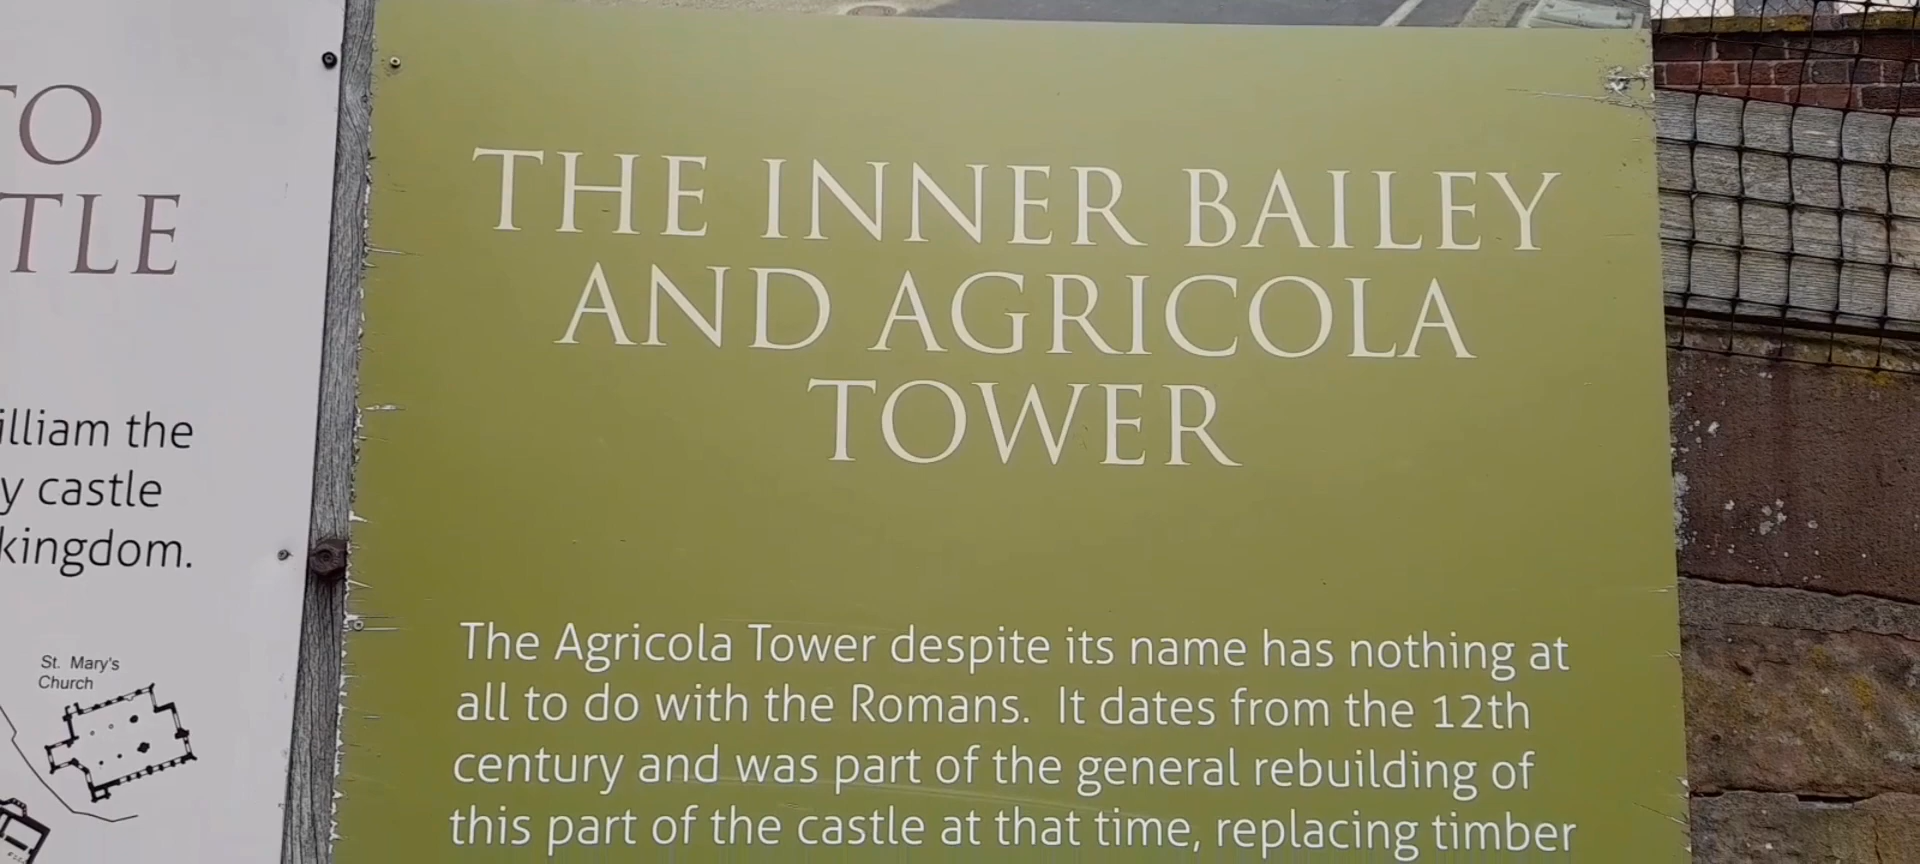 TO
TLE
illiam the
y castle
kingdom.
St. Mary's
Church
THE INNER BAILEY
AND AGRICOLA
TOWER
The Agricola Tower despite its name has nothing at
all to do with the Romans. It dates from the 12th
century and was part of the general rebuilding of
this part of the castle at that time, replacing timber